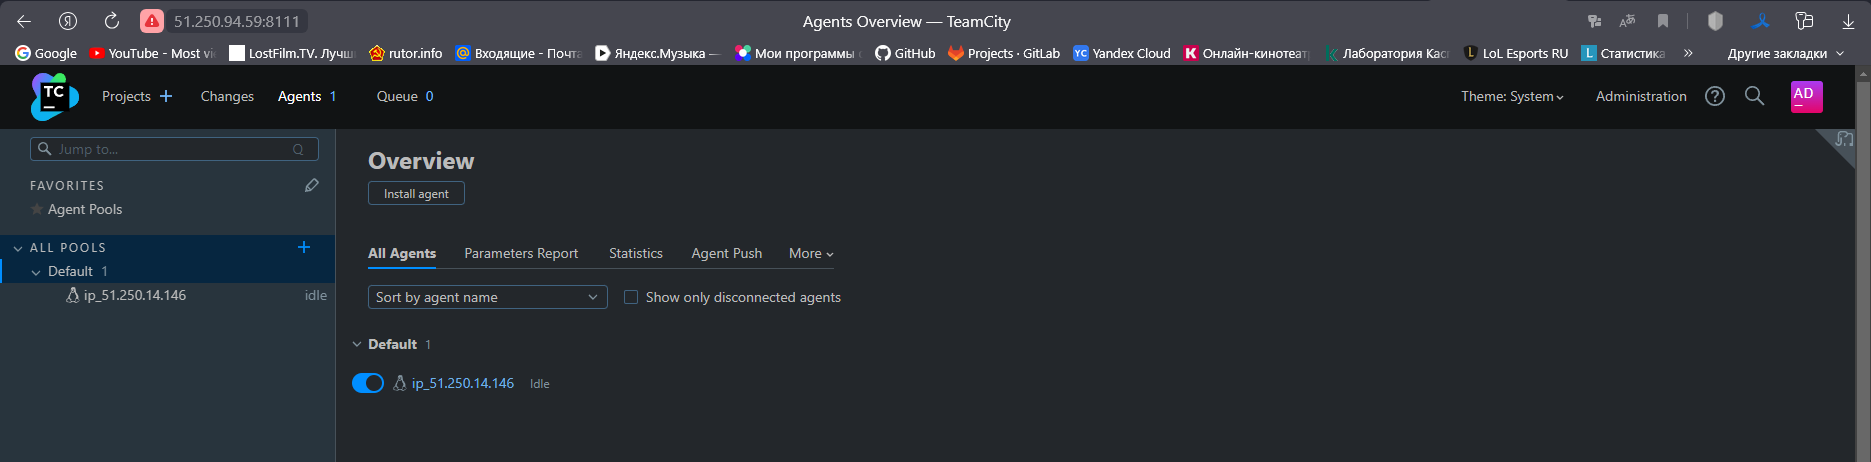 51.250.94.59:8111
Agents Overview — TeamCity
Google YouTube - Most vi LostFilm.TV. Лучш rutor.info Входящие - Почта Яндекс.Музыка — Мои программы GitHub Projects · GitLab Yandex Cloud Онлайн-кинотеат Лаборатория Кас LoL Esports RU Статистика » Другие закладки
TC Projects + Changes Agents 1 Queue 0 Theme: System Administration ? AD
Jump to... Q
FAVORITES
Agent Pools
ALL POOLS +
Default 1
ip_51.250.14.146 idle
Overview
Install agent
All Agents Parameters Report Statistics Agent Push More
Sort by agent name Show only disconnected agents
Default 1
ip_51.250.14.146 Idle